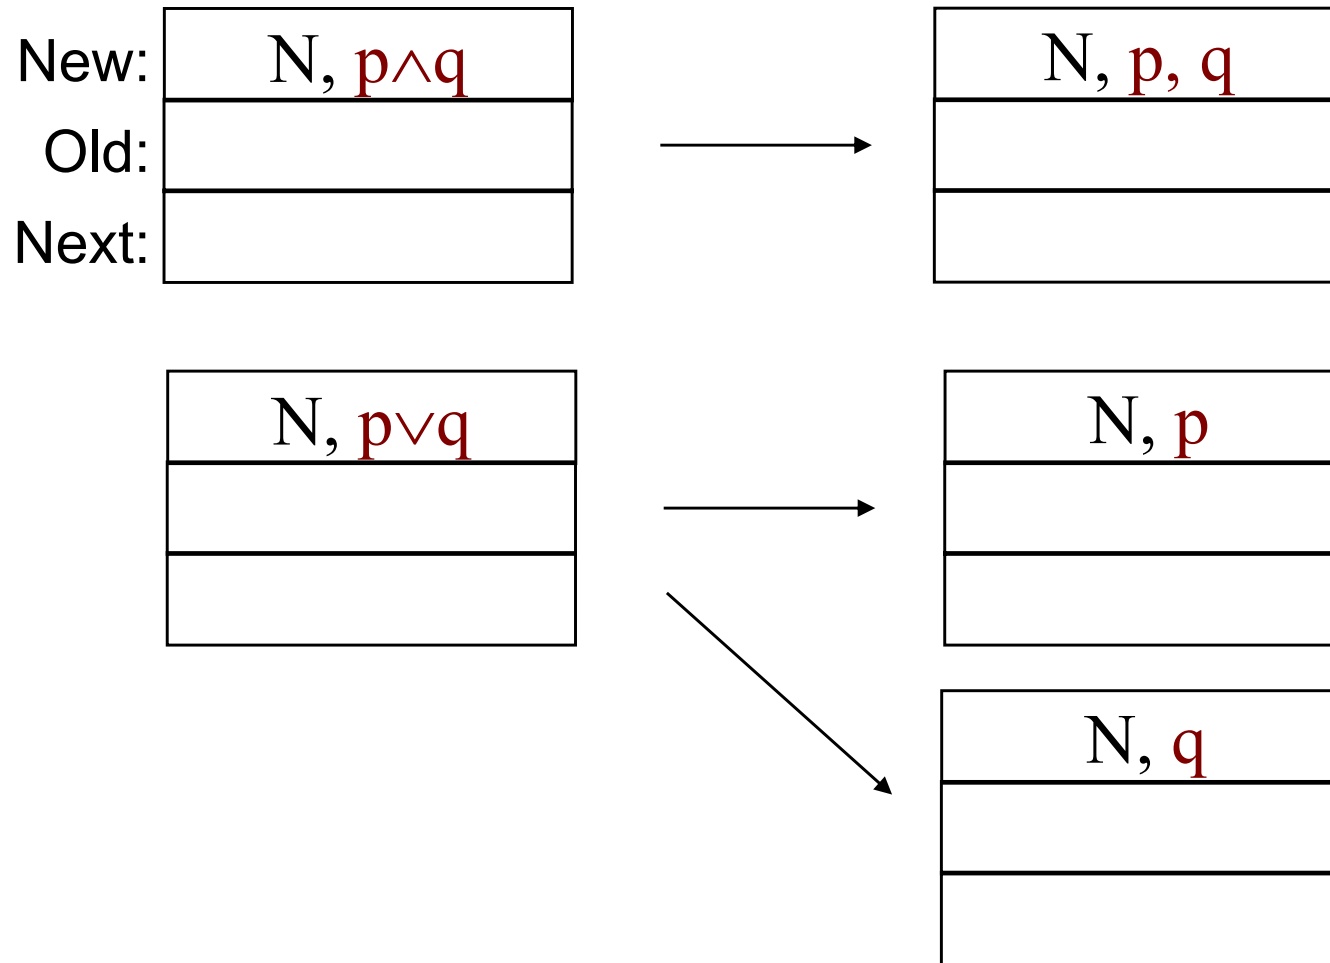 New: N, p∧q N, p, q
Old:
Next:
N, p∨q N, p
N, q